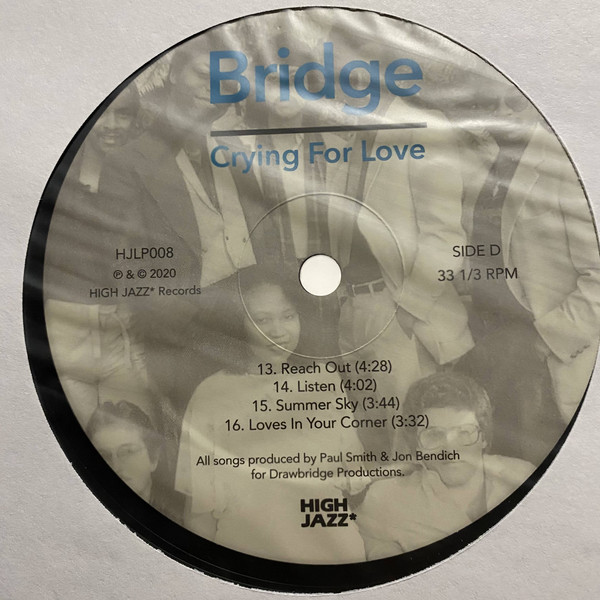 Bridge
Crying For Love
HJLP008
℗ & © 2020
HIGH JAZZ* Records
SIDE D
33 1/3 RPM
13. Reach Out (4:28)
14. Listen (4:02)
15. Summer Sky (3:44)
16. Loves In Your Corner (3:32)
All songs produced by Paul Smith & Jon Bendich
for Drawbridge Productions.
HIGH
JAZZ*